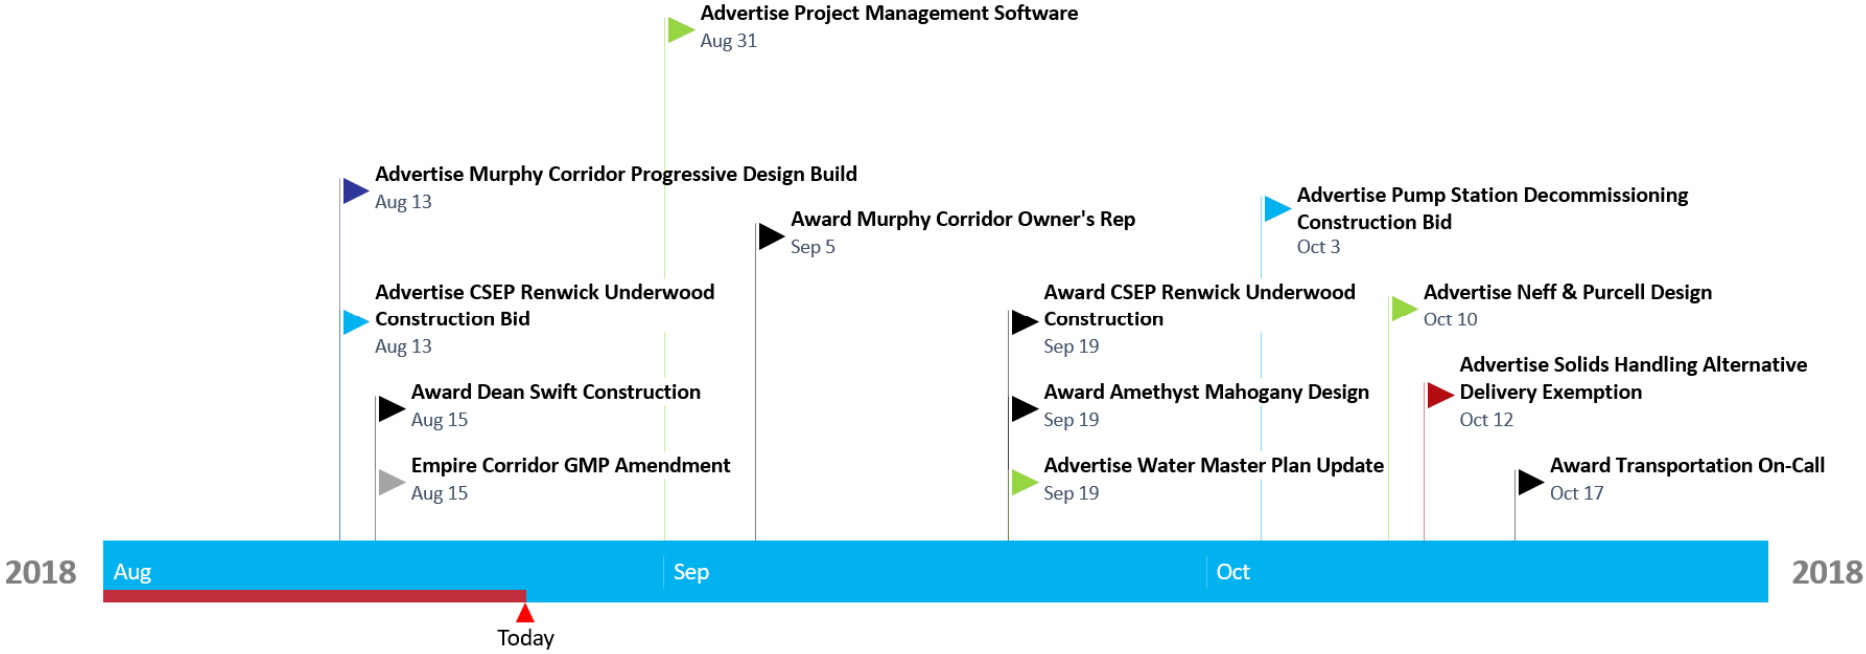 Advertise Project Management Software
Aug 31
Advertise Murphy Corridor Progressive Design Build
Aug 13
Advertise Pump Station Decommissioning
Construction Bid
Oct 3
Award Murphy Corridor Owner's Rep
Sep 5
Advertise CSEP Renwick Underwood
Construction Bid
Aug 13
Award CSEP Renwick Underwood
Construction
Sep 19
Advertise Neff & Purcell Design
Oct 10
Advertise Solids Handling Alternative
Delivery Exemption
Oct 12
Award Dean Swift Construction
Aug 15
Award Amethyst Mahogany Design
Sep 19
Empire Corridor GMP Amendment
Aug 15
Advertise Water Master Plan Update
Sep 19
Award Transportation On-Call
Oct 17
2018
Aug
Sep
Oct
2018
Today